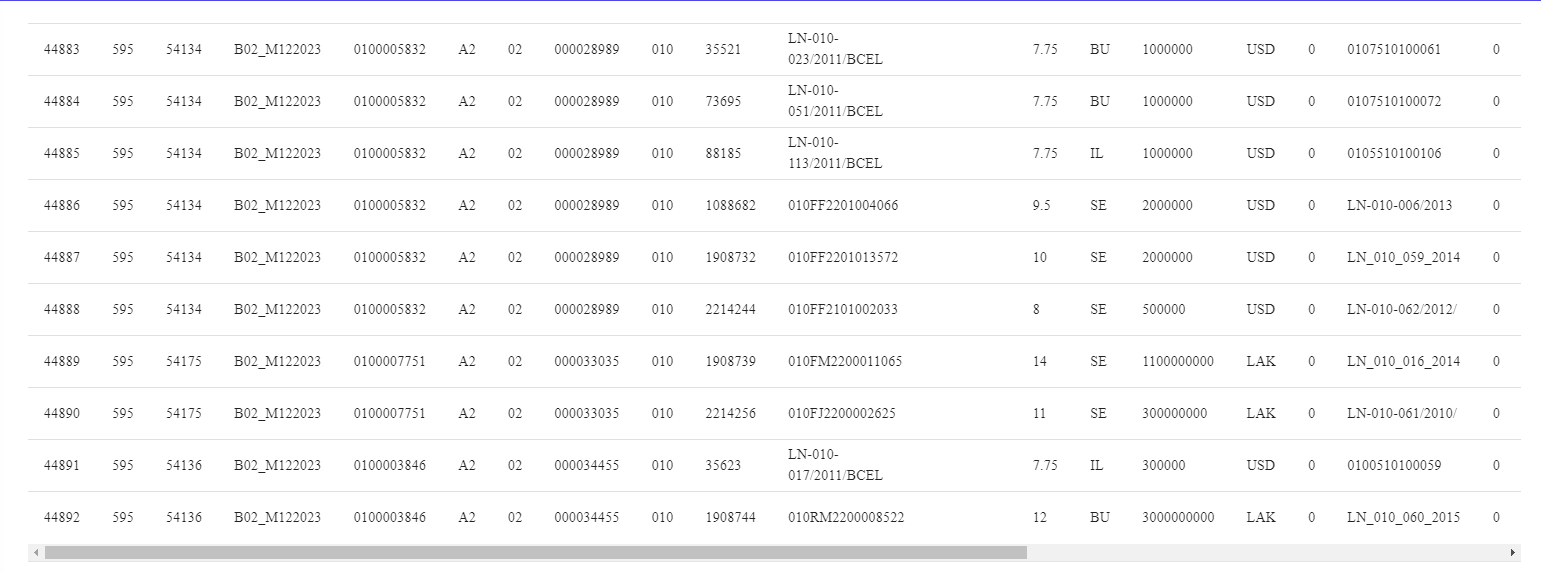 44883 595 54134 B02_M122023 0100005832 A2 02 000028989 010 35521 LN-010-
023/2011/BCEL 7.75 BU 1000000 USD 0 0107510100061 0
44884 595 54134 B02_M122023 0100005832 A2 02 000028989 010 73695 LN-010-
051/2011/BCEL 7.75 BU 1000000 USD 0 0107510100072 0
44885 595 54134 B02_M122023 0100005832 A2 02 000028989 010 88185 LN-010-
113/2011/BCEL 7.75 IL 1000000 USD 0 0105510100106 0
44886 595 54134 B02_M122023 0100005832 A2 02 000028989 010 1088682 010FF2201004066 9.5 SE 2000000 USD 0 LN-010-006/2013 0
44887 595 54134 B02_M122023 0100005832 A2 02 000028989 010 1908732 010FF2201013572 10 SE 2000000 USD 0 LN_010_059_2014 0
44888 595 54134 B02_M122023 0100005832 A2 02 000028989 010 2214244 010FF2101002033 8 SE 500000 USD 0 LN-010-062/2012/ 0
44889 595 54175 B02_M122023 0100007751 A2 02 000033035 010 1908739 010FM2200011065 14 SE 1100000000 LAK 0 LN_010_016_2014 0
44890 595 54175 B02_M122023 0100007751 A2 02 000033035 010 2214256 010FJ2200002625 11 SE 300000000 LAK 0 LN-010-061/2010/ 0
44891 595 54136 B02_M122023 0100003846 A2 02 000034455 010 35623 LN-010-
017/2011/BCEL 7.75 IL 300000 USD 0 0100510100059 0
44892 595 54136 B02_M122023 0100003846 A2 02 000034455 010 1908744 010RM2200008522 12 BU 3000000000 LAK 0 LN_010_060_2015 0